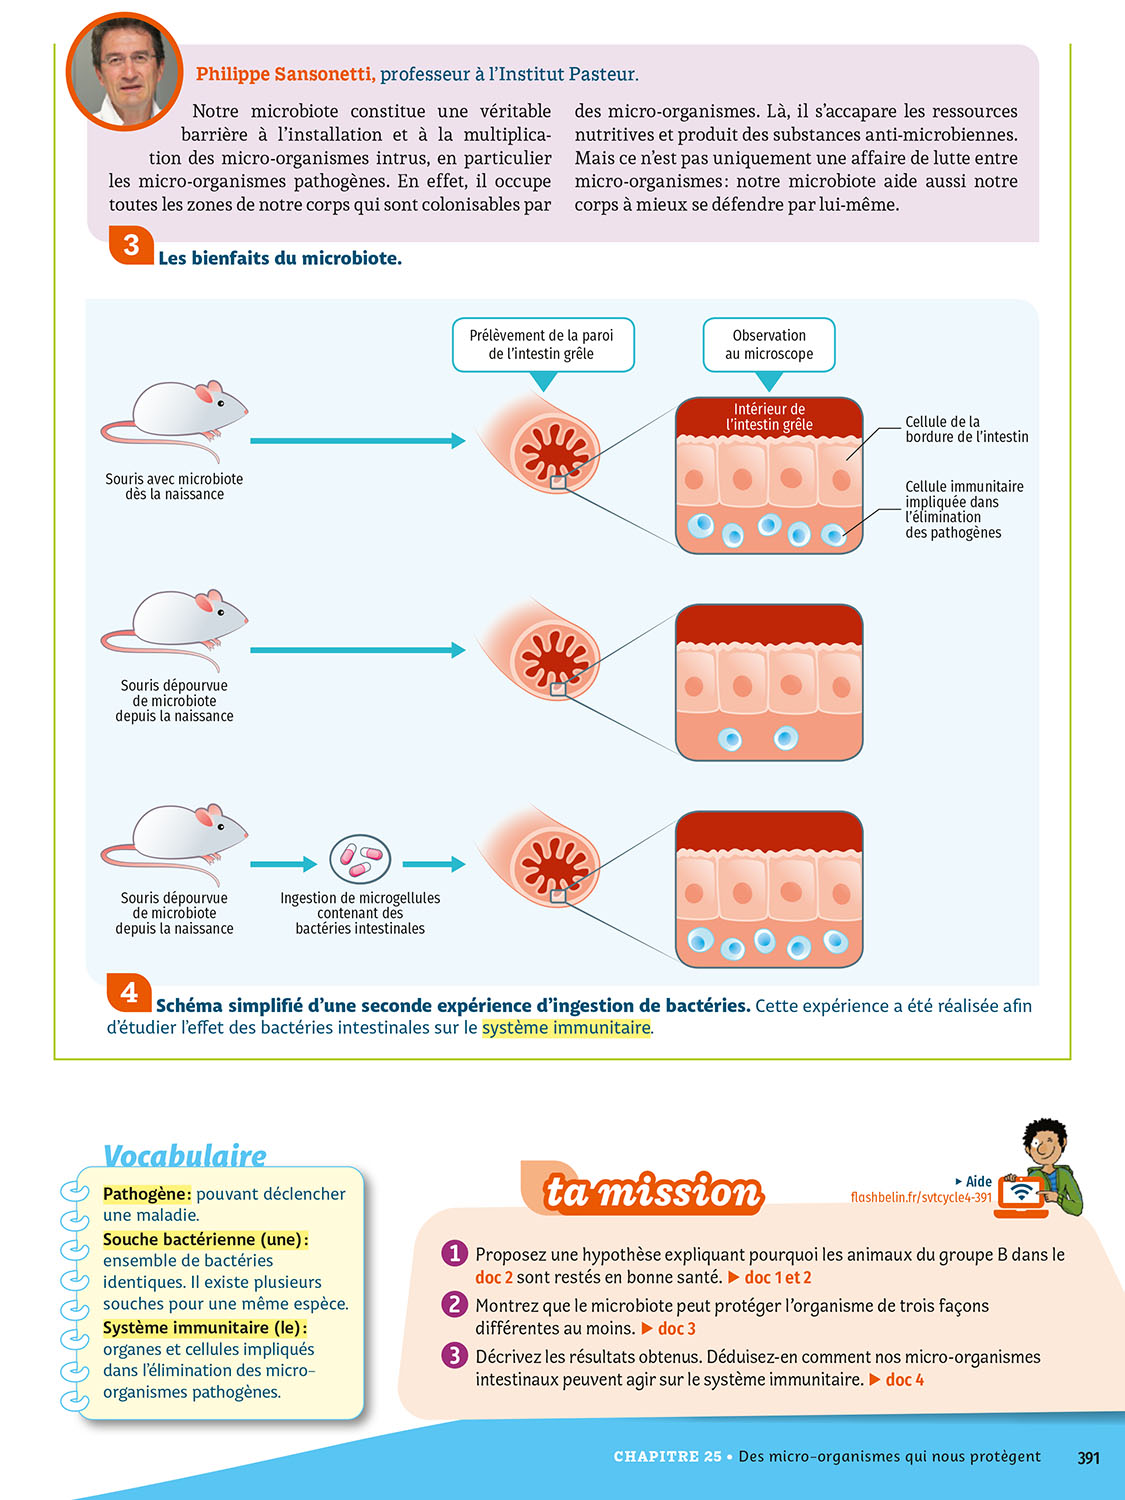 Philippe Sansonetti, professeur à l'Institut Pasteur.
Notre microbiote constitue une véritable
barrière à l'installation et à la multiplica-
tion des micro-organismes intrus, en particulier
les micro-organismes pathogènes. En effet, il occupe
toutes les zones de notre corps qui sont colonisables par
des micro-organismes. Là, il s'accapare les ressources
nutritives et produit des substances anti-microbiennes.
Mais ce n'est pas uniquement une affaire de lutte entre
micro-organismes : notre microbiote aide aussi notre
corps à mieux se défendre par lui-même.
3 Les bienfaits du microbiote.
Prélèvement de la paroi
de l'intestin grêle
Observation
au microscope
Souris avec microbiote
dès la naissance
Intérieur de
l'intestin grêle
Cellule de la
bordure de l'intestin
Cellule immunitaire
impliquée dans
l'élimination
des pathogènes
Souris dépourvue
de microbiote
depuis la naissance
Souris dépourvue
de microbiote
depuis la naissance
Ingestion de microgellules
contenant des
bactéries intestinales
4 Schéma simplifié d'une seconde expérience d'ingestion de bactéries. Cette expérience a été réalisée afin
d'étudier l'effet des bactéries intestinales sur le système immunitaire.
Vocabulaire
Pathogène : pouvant déclencher
une maladie.
Souche bactérienne (une) :
ensemble de bactéries
identiques. Il existe plusieurs
souches pour une même espèce.
Système immunitaire (le) :
organes et cellules impliqués
dans l'élimination des micro-
organismes pathogènes.
ta mission
▸ Aide
flashbelin.fr/svtcycle4-391
1 Proposez une hypothèse expliquant pourquoi les animaux du groupe B dans le
doc 2 sont restés en bonne santé. ▶ doc 1 et 2
2 Montrez que le microbiote peut protéger l'organisme de trois façons
différentes au moins. ▶ doc 3
3 Décrivez les résultats obtenus. Déduisez-en comment nos micro-organismes
intestinaux peuvent agir sur le système immunitaire. ▶ doc 4
CHAPITRE 25 • Des micro-organismes qui nous protègent 391